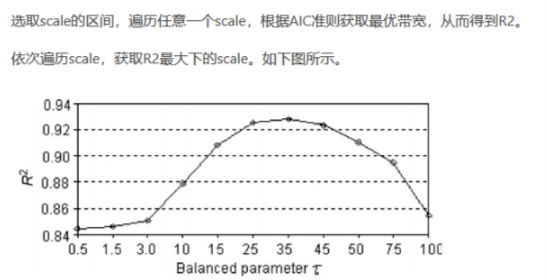 选取scale的区间，遍历任意一个scale，根据AIC准则获取最优带宽，从而得到R2。
依次遍历scale，获取R2最大下的scale。如下图所示。
0.94
0.92
0.90
0.88
0.86
0.84
R²
0.5 1.5 3.0 10 15 25 35 45 50 75 100
Balanced parameter τ